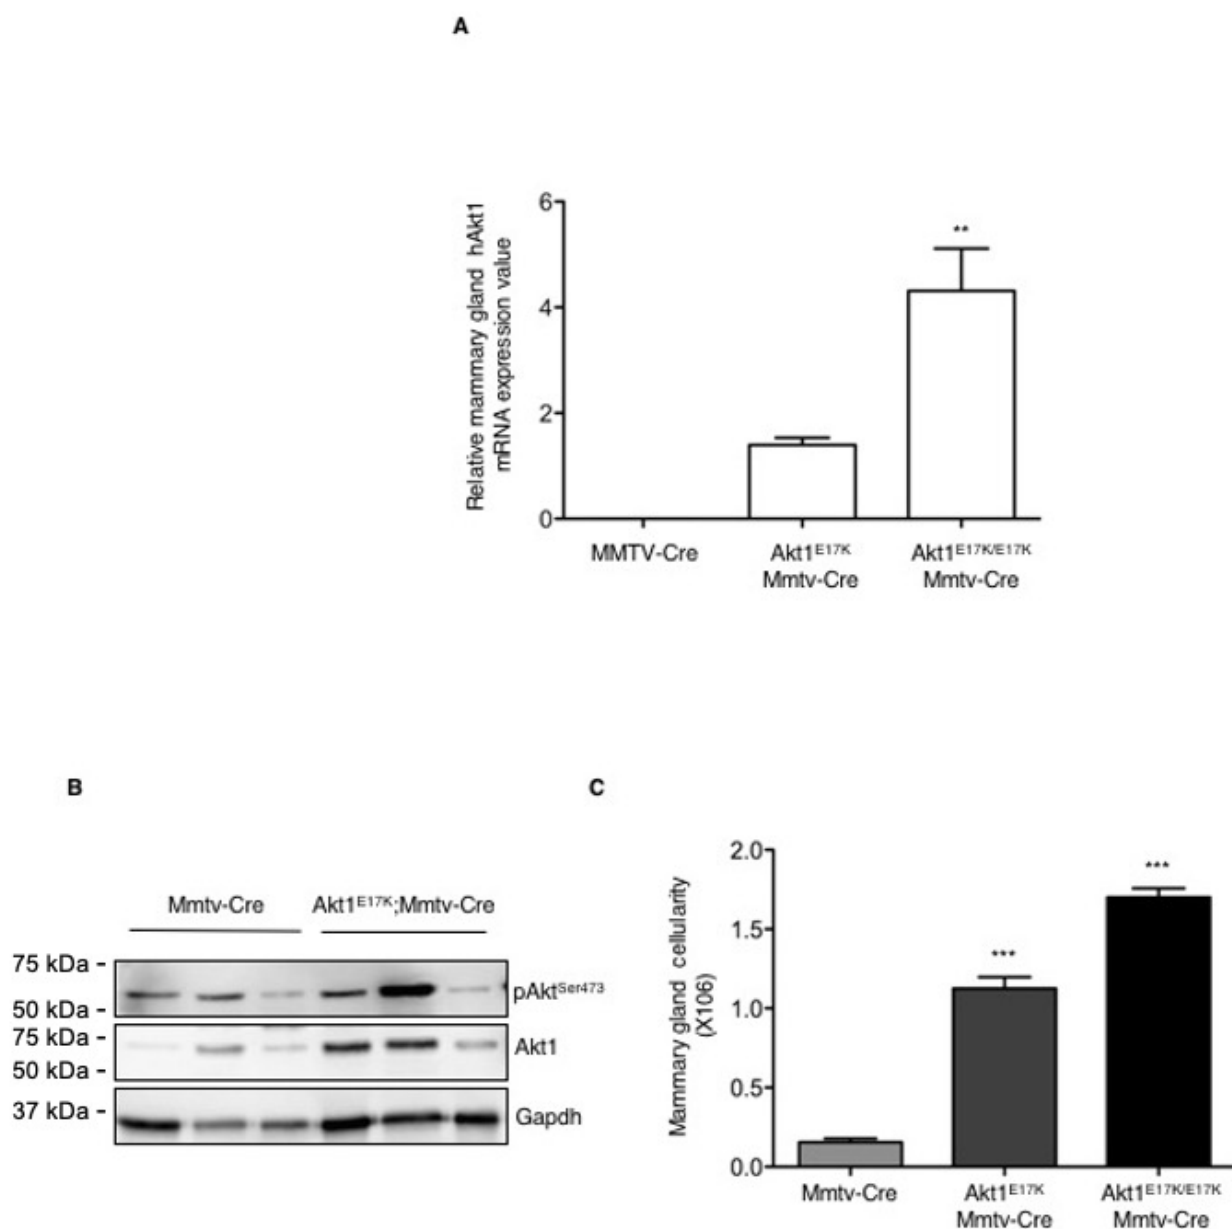 A
Relative mammary gland hAkt1
mRNA expression value
6
4
2
0
**
MMTV-Cre
Akt1E17K
Mmtv-Cre
Akt1E17K/E17K
Mmtv-Cre
B
Mmtv-Cre
Akt1E17K;Mmtv-Cre
75 kDa -
50 kDa -
pAktSer473
75 kDa -
50 kDa -
Akt1
37 kDa -
Gapdh
C
Mammary gland cellularity
(X106)
2.0
1.5
1.0
0.5
0.0
***
***
Mmtv-Cre
Akt1E17K
Mmtv-Cre
Akt1E17K/E17K
Mmtv-Cre